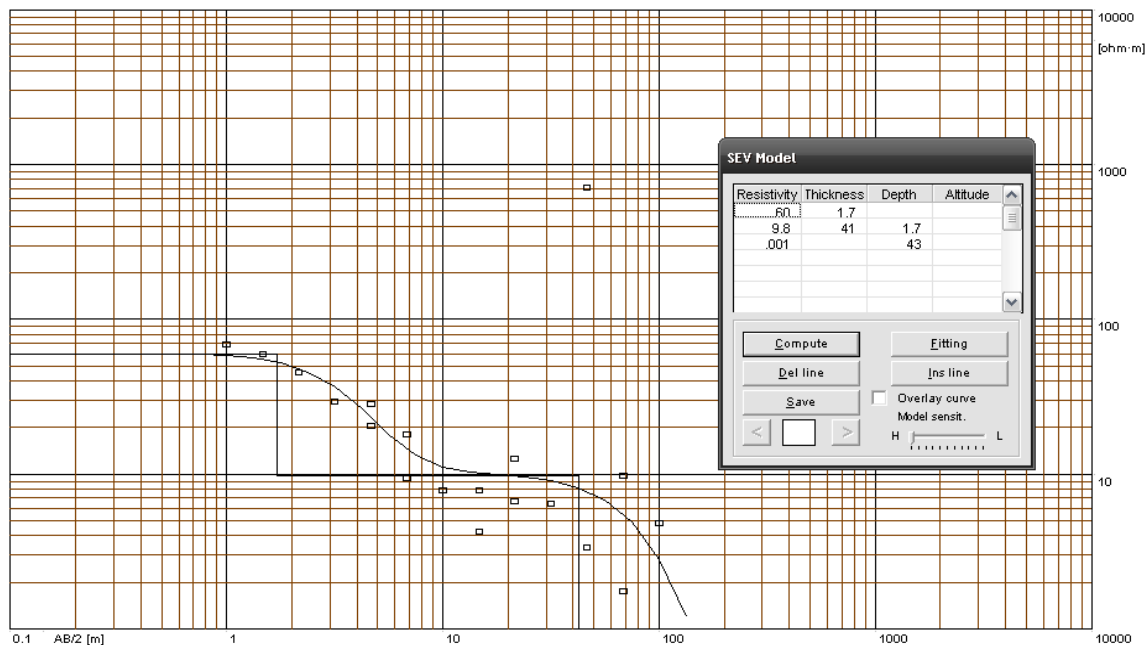 10000
[ohm·m]
1000
100
10
0.1 AB/2 [m] 1 10 100 1000 10000
SEV Model
Resistivity Thickness Depth Altitude
60 1.7
9.8 41 1.7
.001 43
Compute Fitting
Del line Ins line
Save Overlay curve
Model sensit.
< > H L